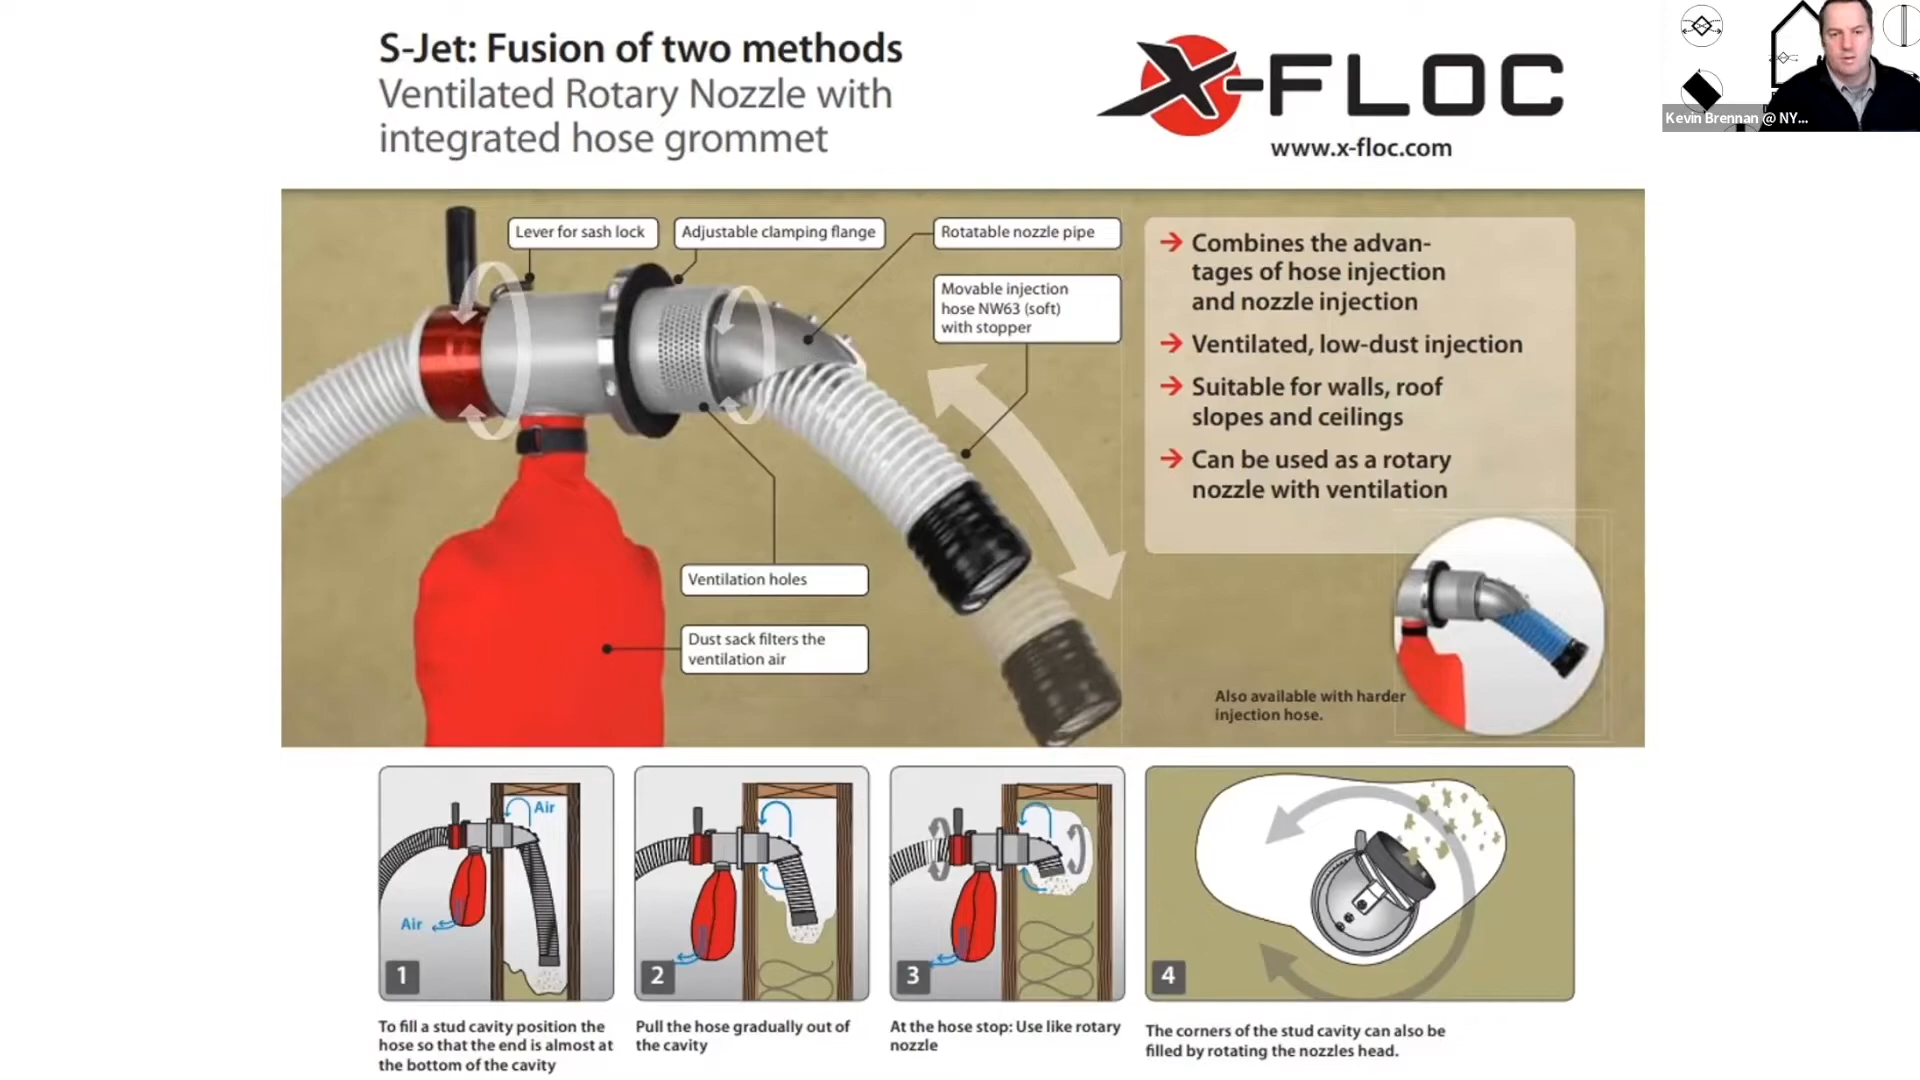 S-Jet: Fusion of two methods
Ventilated Rotary Nozzle with
integrated hose grommet
X-FLOC
www.x-floc.com
Kevin Brennan @ NY...
Lever for sash lock
Adjustable clamping flange
Rotatable nozzle pipe
Movable injection
hose NW63 (soft)
with stopper
Ventilation holes
Dust sack filters the
ventilation air
→ Combines the advan-
tages of hose injection
and nozzle injection
→ Ventilated, low-dust injection
→ Suitable for walls, roof
slopes and ceilings
→ Can be used as a rotary
nozzle with ventilation
Also available with harder
injection hose.
Air
Air
1
To fill a stud cavity position the
hose so that the end is almost at
the bottom of the cavity
2
Pull the hose gradually out of
the cavity
3
At the hose stop: Use like rotary
nozzle
4
The corners of the stud cavity can also be
filled by rotating the nozzles head.